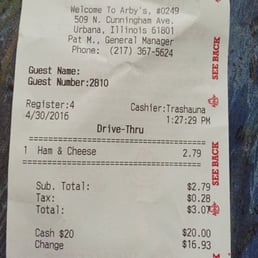 Welcome To Arby's, #0249
509 N. Cunningham Ave.
Urbana, Illinois 61801
Pat M., General Manager
Phone: (217) 367-5624
Guest Name:
Guest Number:2810
Register:4 Cashier:Trashauna
4/30/2016 1:27:29 PM
Drive-Thru
1 Ham & Cheese 2.79
Sub. Total: $2.79
Tax: $0.28
Total: $3.07
Cash $20 $20.00
Change $16.93
SEE BACK
SEE BACK
SEE BACK